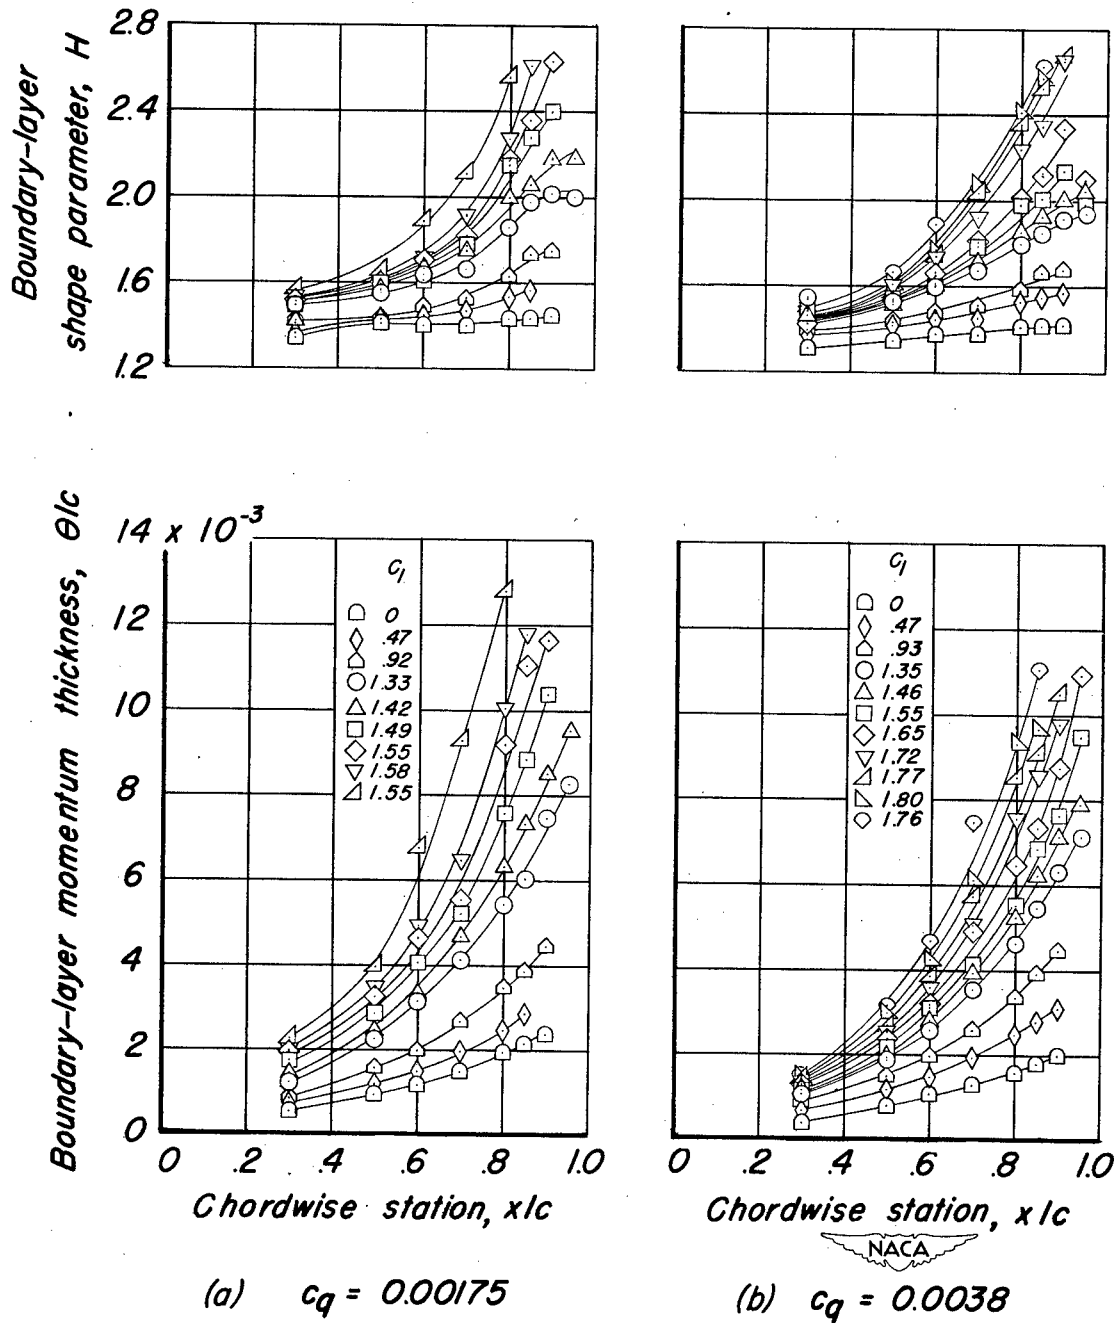 Boundary-layer
shape parameter, H
2.8
2.4
2.0
1.6
1.2
Boundary-layer momentum thickness, θ/c
14 x 10⁻³
12
10
8
6
4
2
0
c_l
0
.47
.92
1.33
1.42
1.49
1.55
1.58
1.55
0 .2 .4 .6 .8 1.0
Chordwise station, x/c
(a) c_q = 0.00175
c_l
0
.47
.93
1.35
1.46
1.55
1.65
1.72
1.77
1.80
1.76
0 .2 .4 .6 .8 1.0
Chordwise station, x/c
NACA
(b) c_q = 0.0038